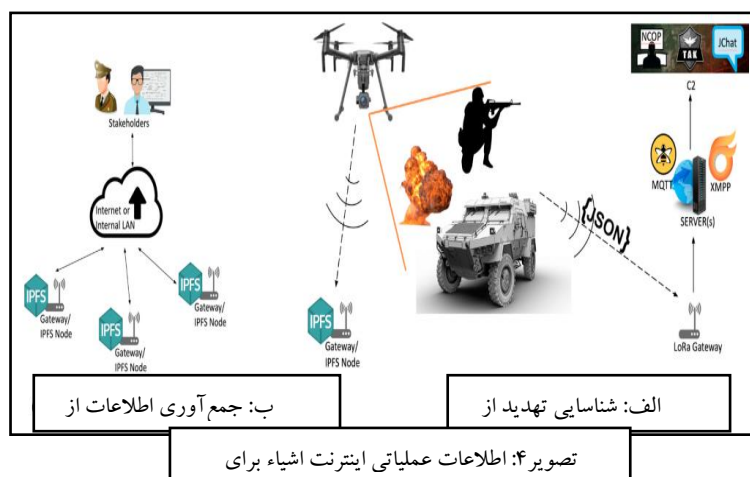 NCOP
TAK
JChat
C2
Stakeholders
MQTT
XMPP
SERVER(s)
Internet or
Internal LAN
{JSON}
IPFS
Gateway/
IPFS Node
IPFS
Gateway/
IPFS Node
IPFS
Gateway/
IPFS Node
IPFS
Gateway/
IPFS Node
LoRa Gateway
الف: شناسایی تهدید از
ب: جمع‌آوری اطلاعات از
تصویر۴: اطلاعات عملیاتی اینترنت اشیاء برای